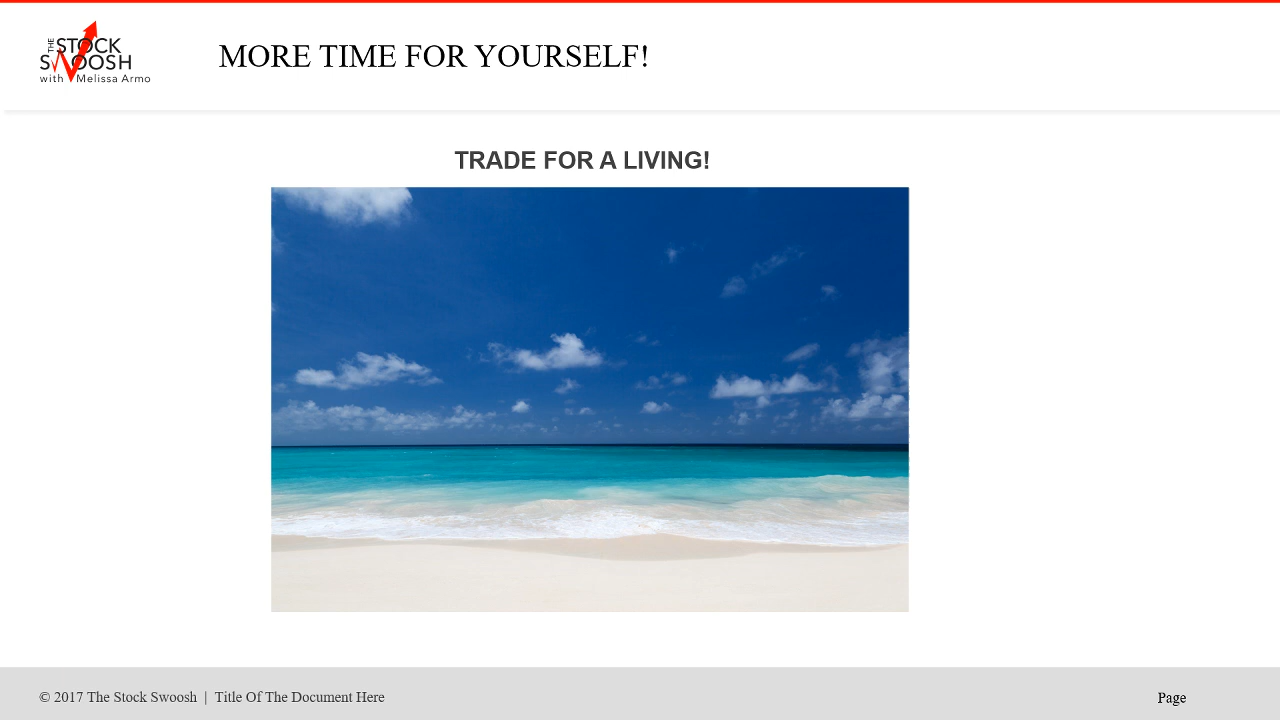 THE STOCK
SWOOSH
with Melissa Armo
MORE TIME FOR YOURSELF!
TRADE FOR A LIVING!
© 2017 The Stock Swoosh | Title Of The Document Here
Page